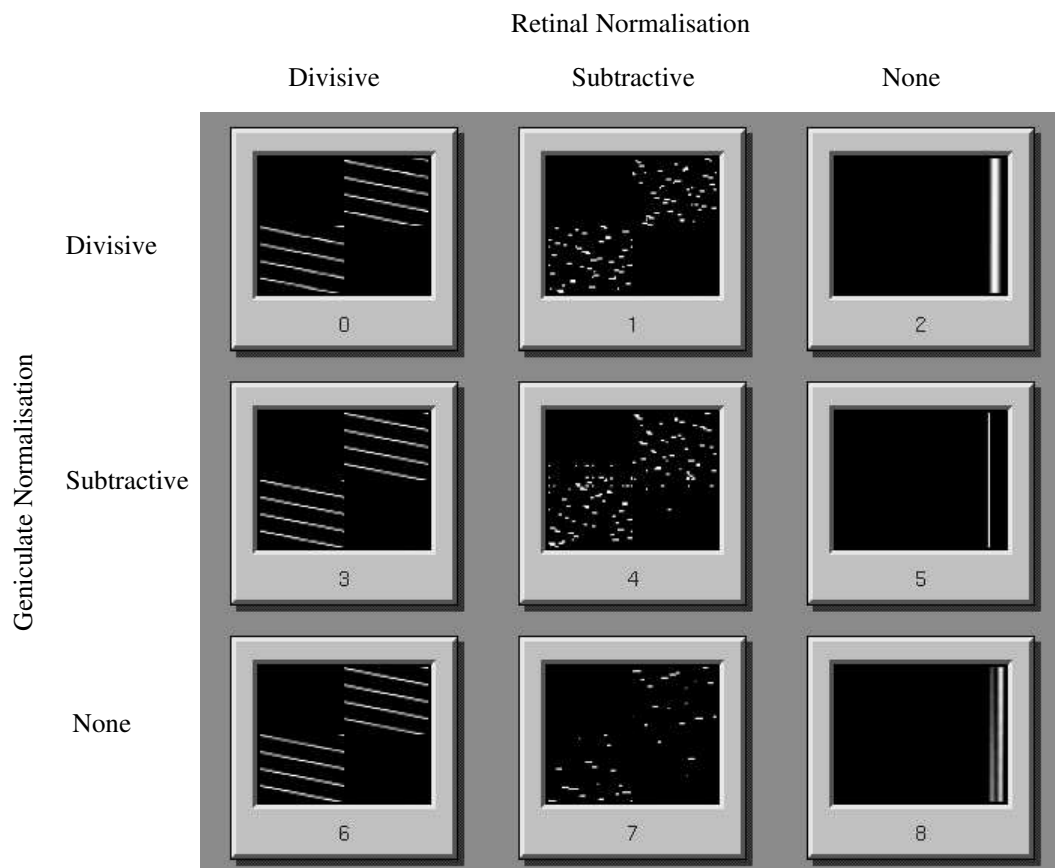 Retinal Normalisation
Divisive Subtractive None
Geniculate Normalisation
Divisive
0 1 2
Subtractive
3 4 5
None
6 7 8